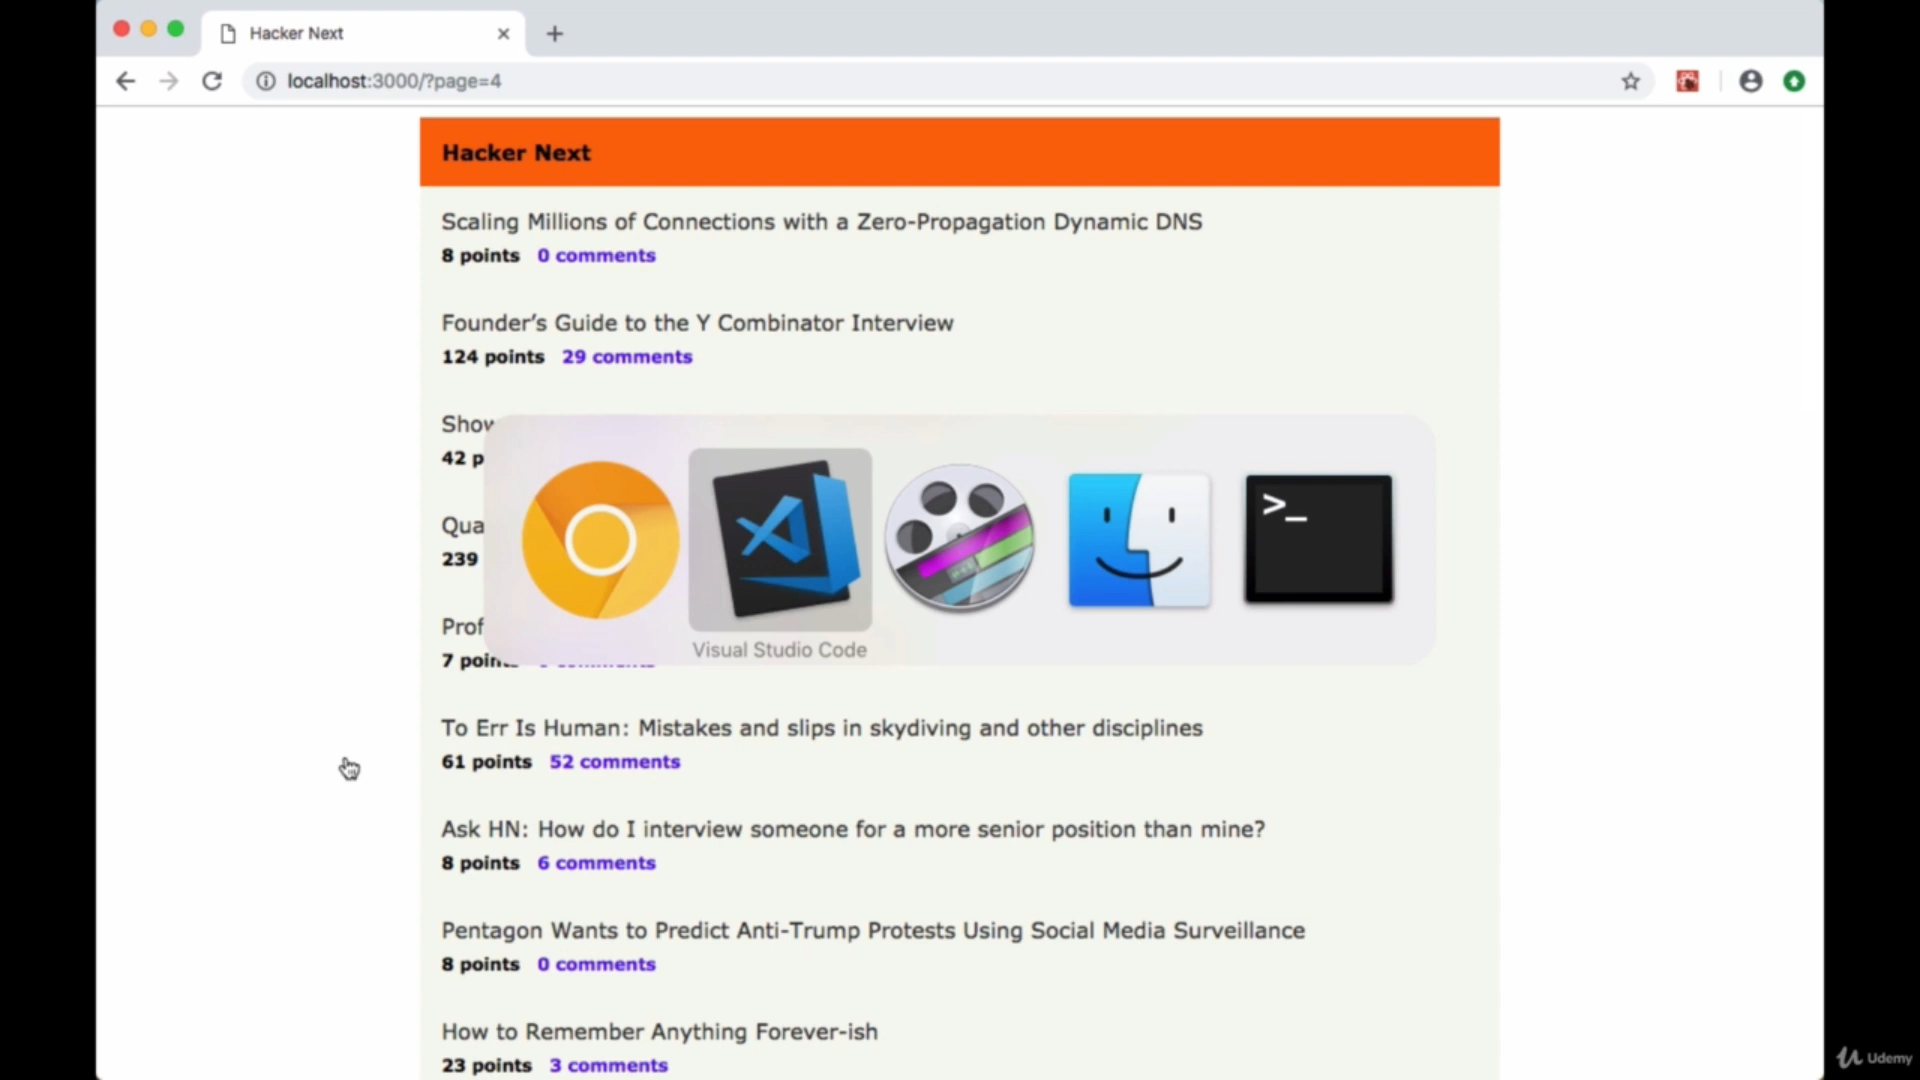 Hacker Next
localhost:3000/?page=4
Hacker Next
Scaling Millions of Connections with a Zero-Propagation Dynamic DNS
8 points 0 comments
Founder's Guide to the Y Combinator Interview
124 points 29 comments
Show
42 p
Qua
239
Prof
7 poin
>_
Visual Studio Code
To Err Is Human: Mistakes and slips in skydiving and other disciplines
61 points 52 comments
Ask HN: How do I interview someone for a more senior position than mine?
8 points 6 comments
Pentagon Wants to Predict Anti-Trump Protests Using Social Media Surveillance
8 points 0 comments
How to Remember Anything Forever-ish
23 points 3 comments
Udemy